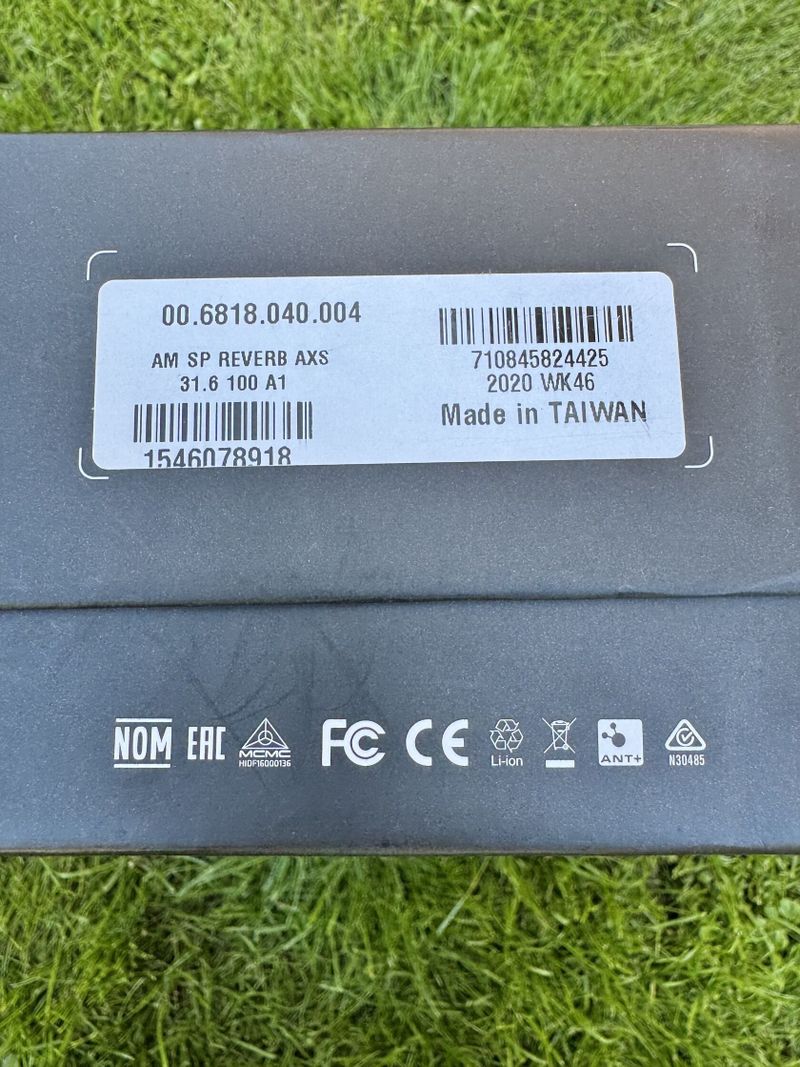 00.6818.040.004
AM SP REVERB AXS
31.6 100 A1
1546078918
710845824425
2020 WK46
Made in TAIWAN
NOM EAC MCMC FC CE Li-ion ANT+ N30485
HIDF16000136